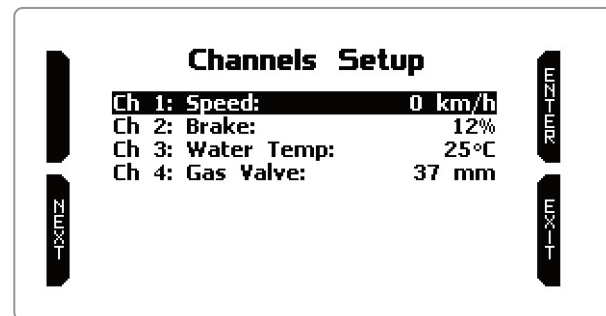 Channels Setup
ENTER
Ch 1: Speed: 0 km/h
Ch 2: Brake: 12%
Ch 3: Water Temp: 25°C
Ch 4: Gas Valve: 37 mm
NEXT
EXIT